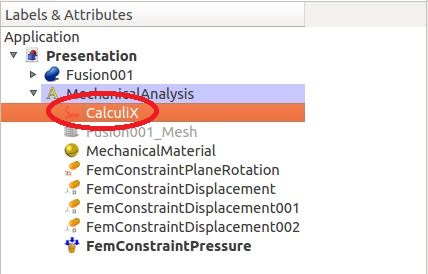 Labels & Attributes
Application
Presentation
Fusion001
MechanicalAnalysis
CalculiX
Fusion001_Mesh
MechanicalMaterial
FemConstraintPlaneRotation
FemConstraintDisplacement
FemConstraintDisplacement001
FemConstraintDisplacement002
FemConstraintPressure